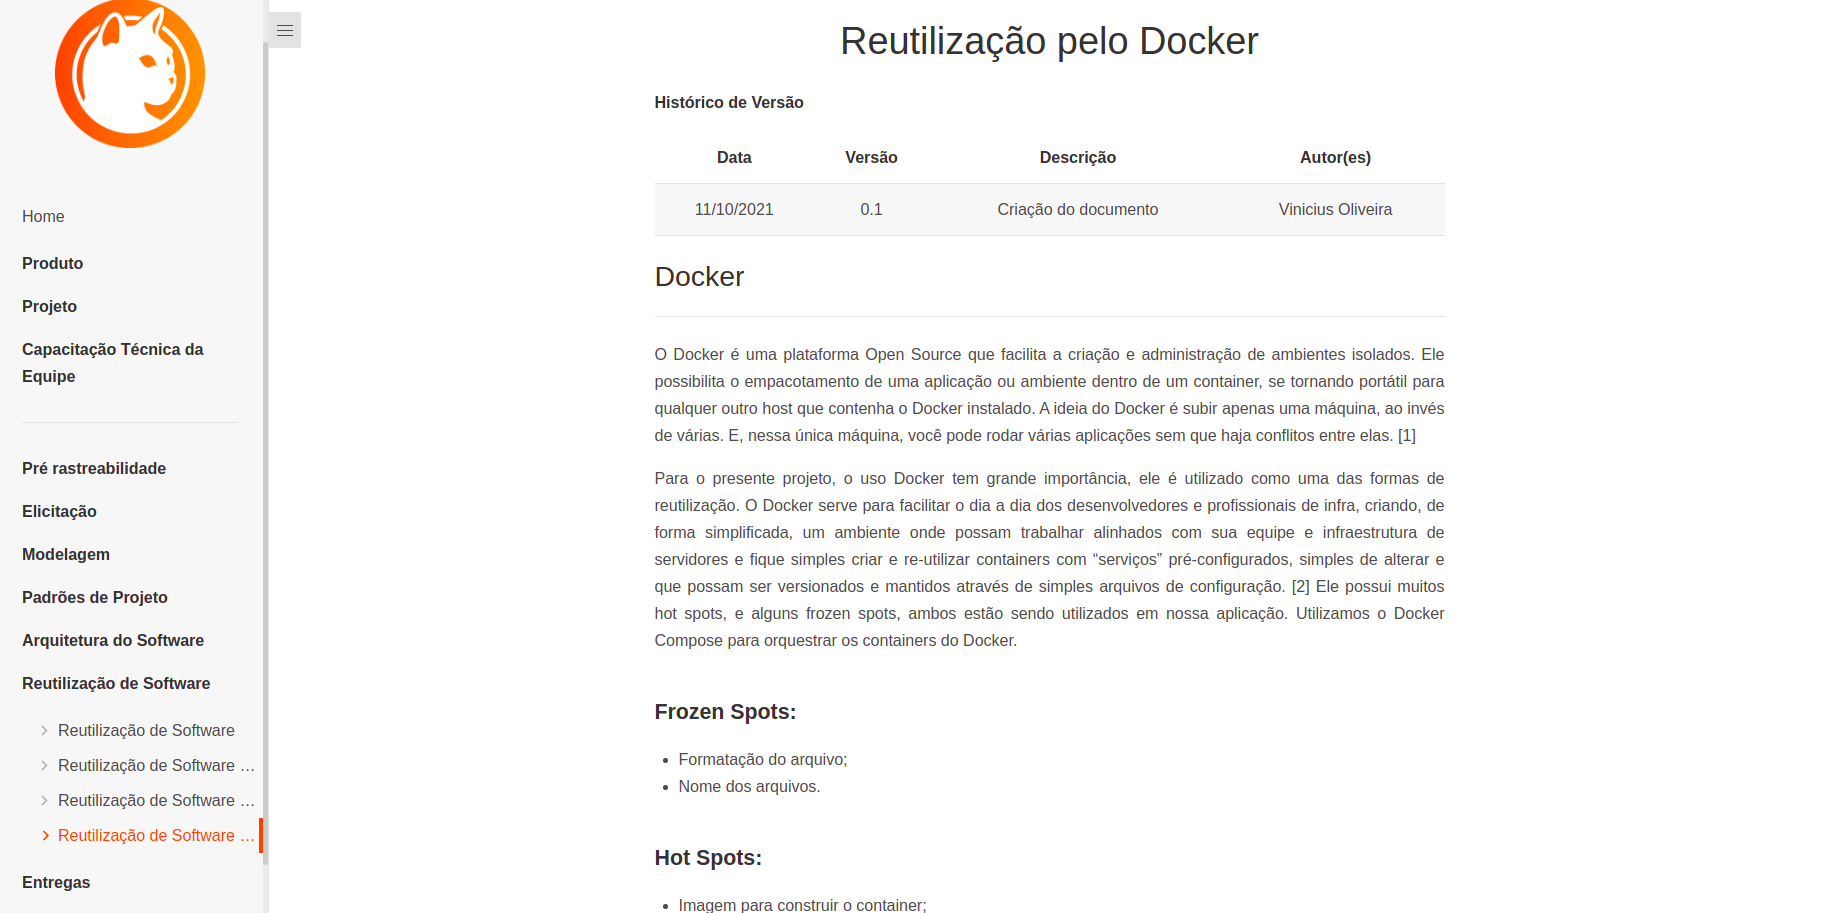 Home
Produto
Projeto
Capacitação Técnica da
Equipe
Pré rastreabilidade
Elicitação
Modelagem
Padrões de Projeto
Arquitetura do Software
Reutilização de Software
Reutilização de Software
Reutilização de Software …
Reutilização de Software …
Reutilização de Software …
Entregas
Reutilização pelo Docker
Histórico de Versão
Data Versão Descrição Autor(es)
11/10/2021 0.1 Criação do documento Vinicius Oliveira
Docker
O Docker é uma plataforma Open Source que facilita a criação e administração de ambientes isolados. Ele
possibilita o empacotamento de uma aplicação ou ambiente dentro de um container, se tornando portátil para
qualquer outro host que contenha o Docker instalado. A ideia do Docker é subir apenas uma máquina, ao invés
de várias. E, nessa única máquina, você pode rodar várias aplicações sem que haja conflitos entre elas. [1]
Para o presente projeto, o uso Docker tem grande importância, ele é utilizado como uma das formas de
reutilização. O Docker serve para facilitar o dia a dia dos desenvolvedores e profissionais de infra, criando, de
forma simplificada, um ambiente onde possam trabalhar alinhados com sua equipe e infraestrutura de
servidores e fique simples criar e re-utilizar containers com “serviços” pré-configurados, simples de alterar e
que possam ser versionados e mantidos através de simples arquivos de configuração. [2] Ele possui muitos
hot spots, e alguns frozen spots, ambos estão sendo utilizados em nossa aplicação. Utilizamos o Docker
Compose para orquestrar os containers do Docker.
Frozen Spots:
• Formatação do arquivo;
• Nome dos arquivos.
Hot Spots:
• Imagem para construir o container;